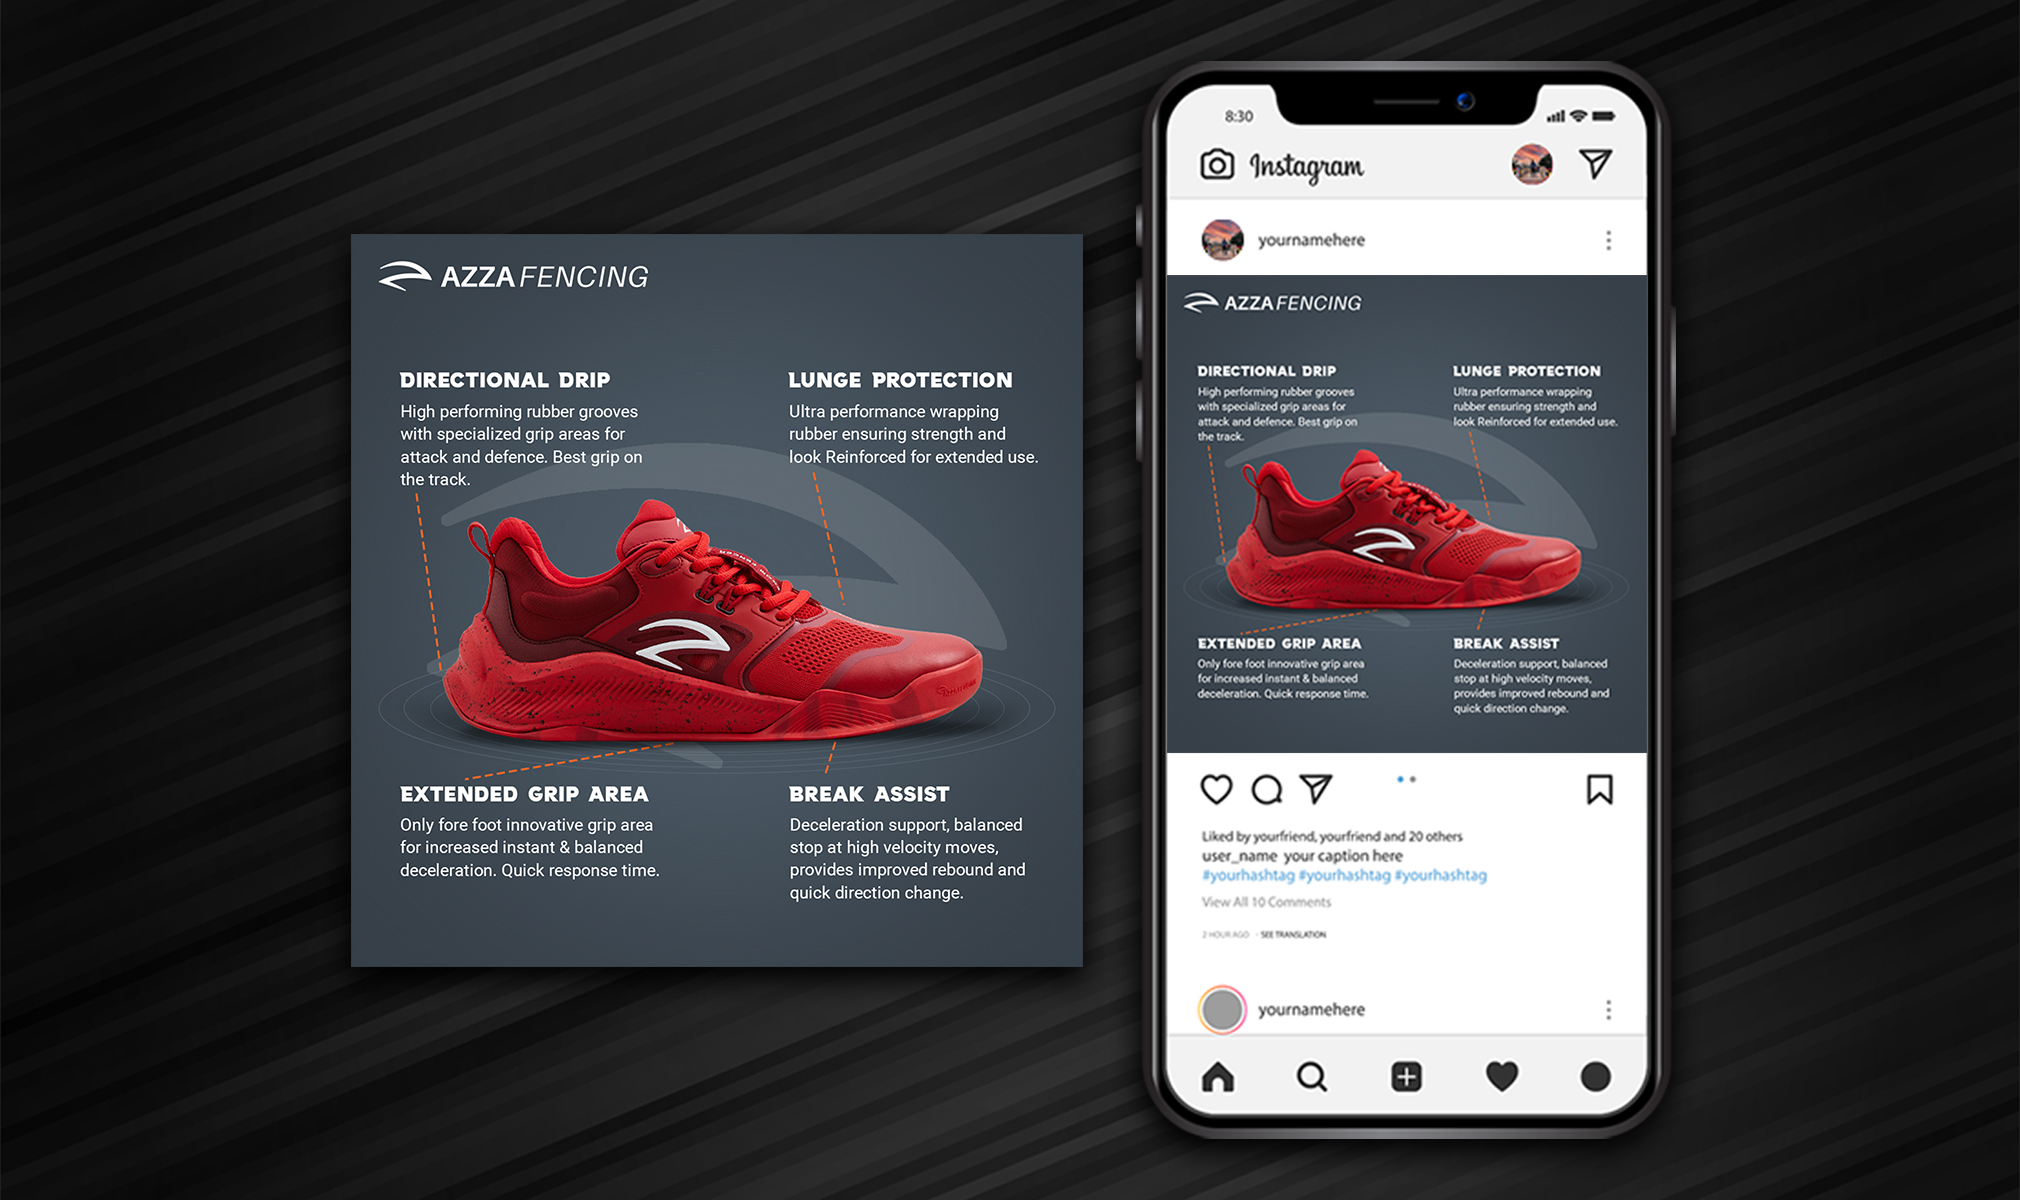 AZZA FENCING
DIRECTIONAL DRIP
High performing rubber grooves
with specialized grip areas for
attack and defence. Best grip on
the track.
LUNGE PROTECTION
Ultra performance wrapping
rubber ensuring strength and
look Reinforced for extended use.
EXTENDED GRIP AREA
Only fore foot innovative grip area
for increased instant & balanced
deceleration. Quick response time.
BREAK ASSIST
Deceleration support, balanced
stop at high velocity moves,
provides improved rebound and
quick direction change.
8:30
Instagram
yournamehere
AZZA FENCING
DIRECTIONAL DRIP
High performing rubber grooves
with specialized grip areas for
attack and defence. Best grip on
the track.
LUNGE PROTECTION
Ultra performance wrapping
rubber ensuring strength and
look Reinforced for extended use.
EXTENDED GRIP AREA
Only fore foot innovative grip area
for increased instant & balanced
deceleration. Quick response time.
BREAK ASSIST
Deceleration support, balanced
stop at high velocity moves,
provides improved rebound and
quick direction change.
Liked by yourfriend, yourfriend and 20 others
user_name your caption here
#yourhashtag #yourhashtag #yourhashtag
View All 10 Comments
2 HOUR AGO - SEE TRANSLATION
yournamehere